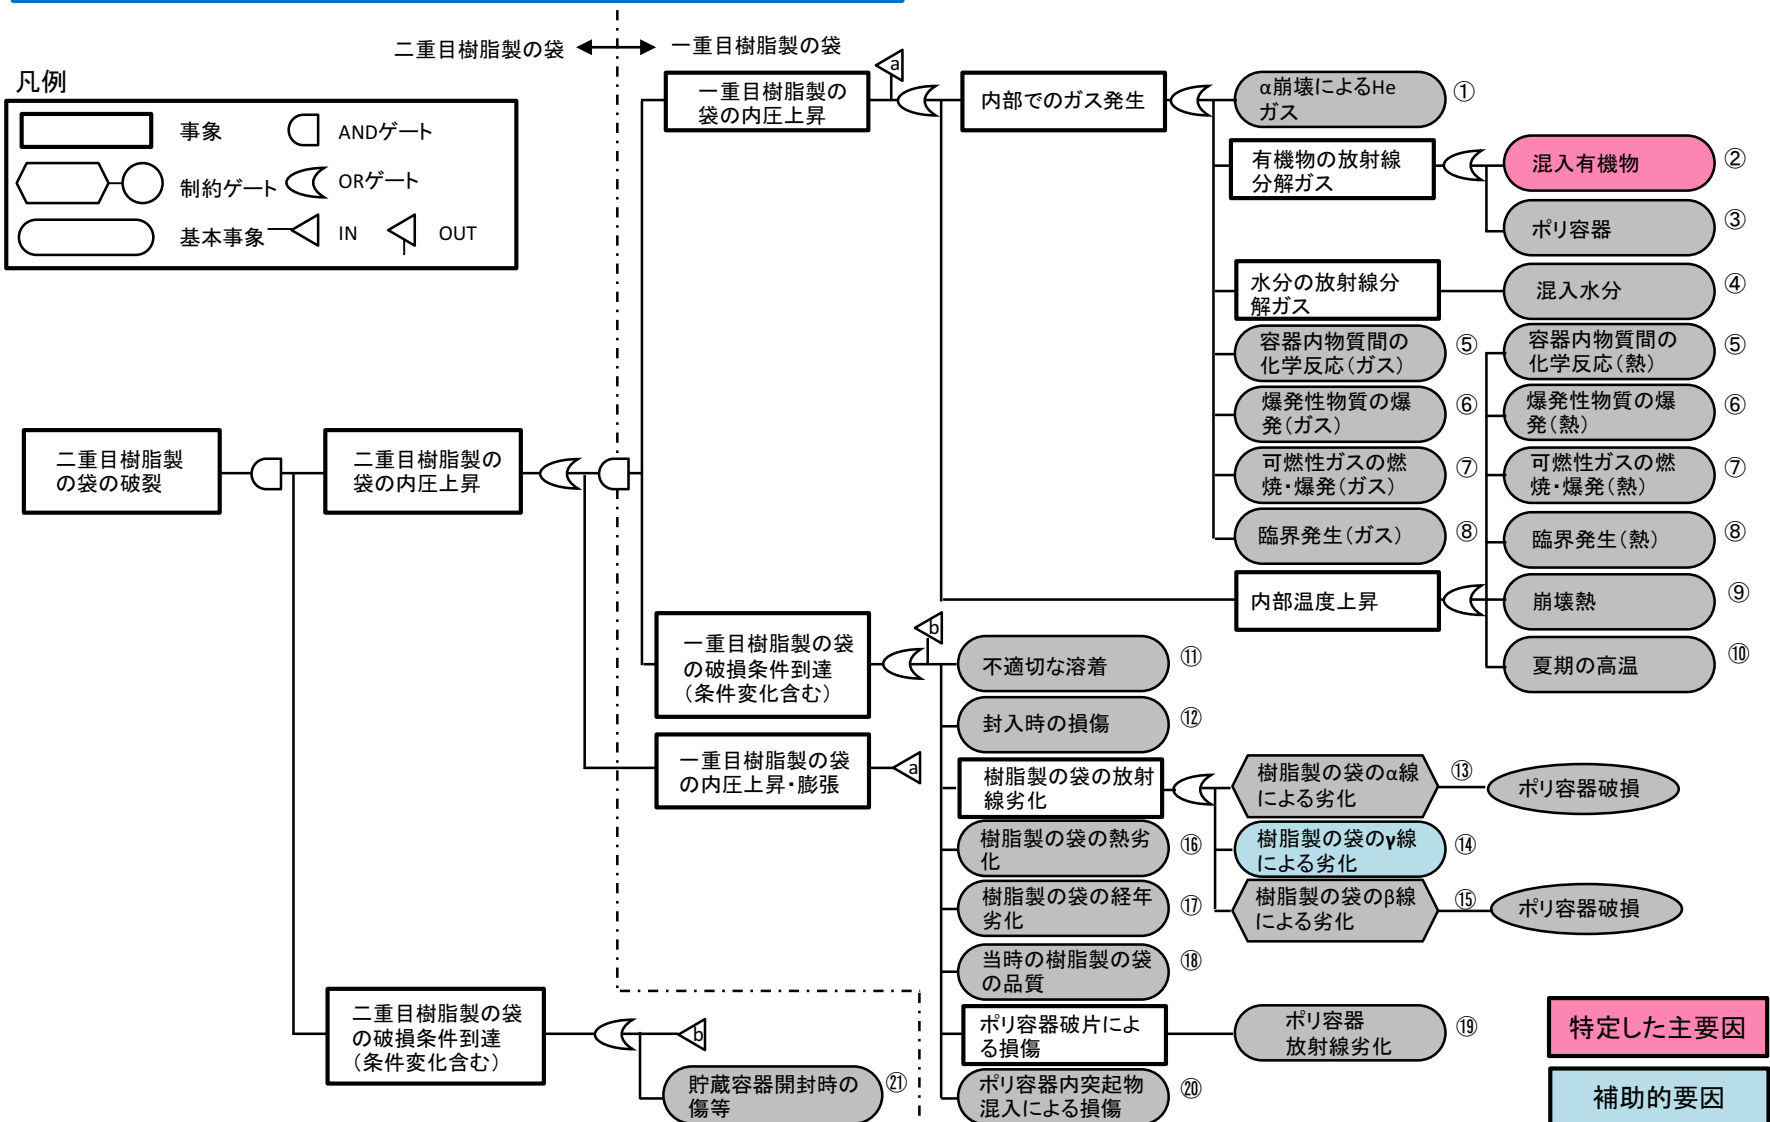 二重目樹脂製の袋
一重目樹脂製の袋
凡例
事象
ANDゲート
制約ゲート
ORゲート
基本事象
IN
OUT
一重目樹脂製の
袋の内圧上昇
a
内部でのガス発生
α崩壊によるHe
ガス
①
有機物の放射線
分解ガス
混入有機物
②
ポリ容器
③
水分の放射線分
解ガス
混入水分
④
容器内物質間の
化学反応(ガス)
⑤
容器内物質間の
化学反応(熱)
⑤
爆発性物質の爆
発(ガス)
⑥
爆発性物質の爆
発(熱)
⑥
可燃性ガスの燃
焼・爆発(ガス)
⑦
可燃性ガスの燃
焼・爆発(熱)
⑦
臨界発生(ガス)
⑧
臨界発生(熱)
⑧
内部温度上昇
崩壊熱
⑨
夏期の高温
⑩
二重目樹脂製
の袋の破裂
二重目樹脂製の
袋の内圧上昇
一重目樹脂製の袋
の破損条件到達
(条件変化含む)
b
不適切な溶着
⑪
封入時の損傷
⑫
一重目樹脂製の袋
の内圧上昇・膨張
a
樹脂製の袋の放射
線劣化
樹脂製の袋のα線
による劣化
⑬
ポリ容器破損
樹脂製の袋のγ線
による劣化
⑭
樹脂製の袋のβ線
による劣化
⑮
ポリ容器破損
樹脂製の袋の熱劣
化
⑯
樹脂製の袋の経年
劣化
⑰
当時の樹脂製の袋
の品質
⑱
ポリ容器破片によ
る損傷
ポリ容器
放射線劣化
⑲
ポリ容器内突起物
混入による損傷
⑳
二重目樹脂製の袋
の破損条件到達
(条件変化含む)
b
貯蔵容器開封時の
傷等
㉑
特定した主要因
補助的要因